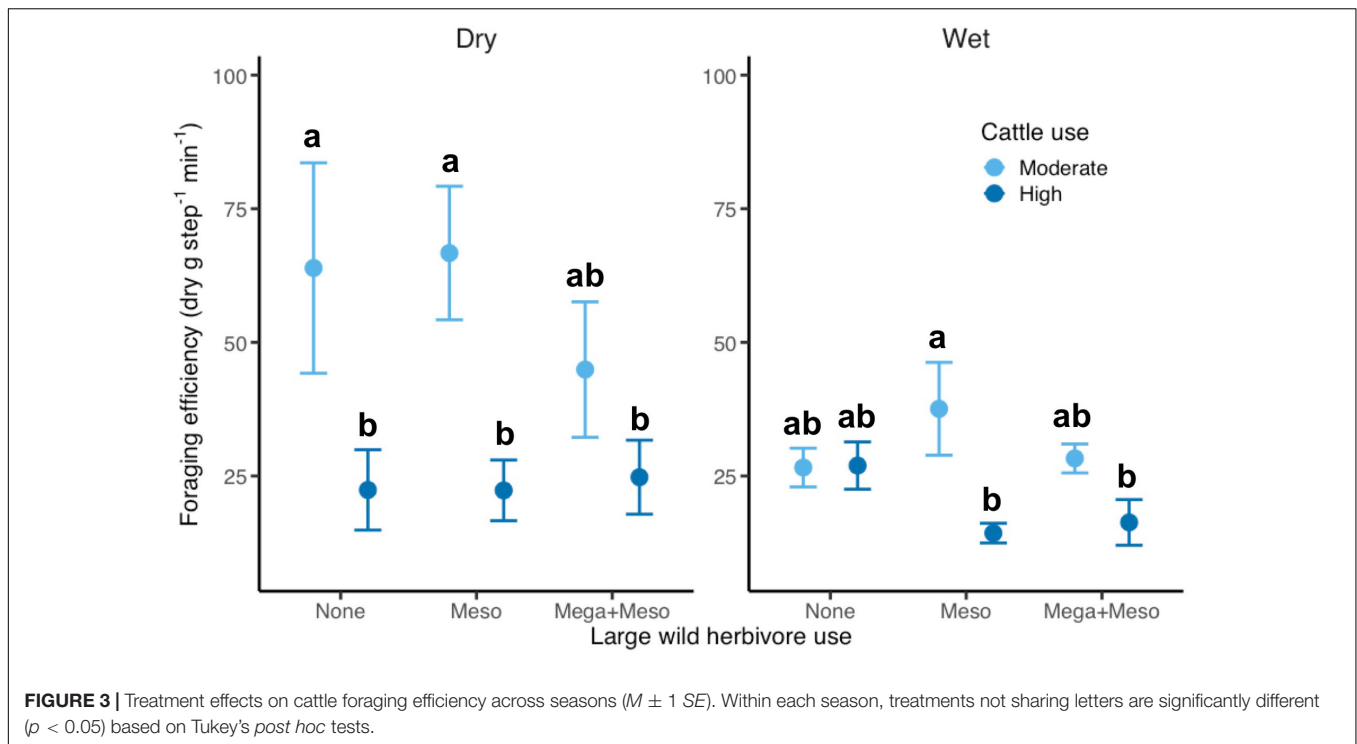 Dry
Wet
Foraging efficiency (dry g step⁻¹ min⁻¹)
100
75
50
25
a
a
ab
b
b
b
None
Meso
Mega+Meso
100
75
50
25
Cattle use
Moderate
High
ab
ab
a
b
ab
b
None
Meso
Mega+Meso
Large wild herbivore use
FIGURE 3 | Treatment effects on cattle foraging efficiency across seasons (M ± 1 SE). Within each season, treatments not sharing letters are significantly different
(p < 0.05) based on Tukey's post hoc tests.